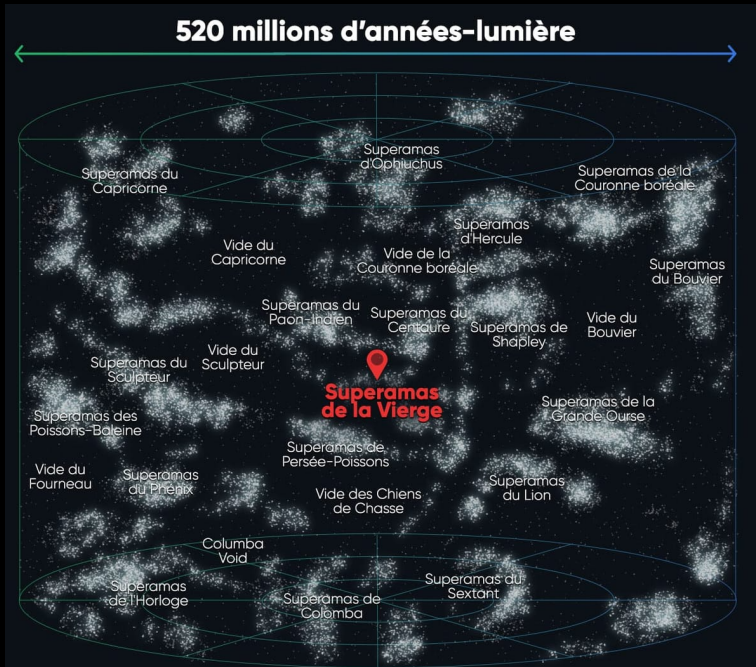 520 millions d'années-lumière
Superamas
d'Ophiuchus
Superamas du
Capricorne
Superamas de la
Couronne boréale
Superamas
d'Hercule
Vide du
Capricorne
Vide de la
Couronne boréale
Superamas
du Bouvier
Superamas du
Paon-Indien
Superamas du
Centaure
Superamas de
Shapley
Vide du
Bouvier
Vide du
Sculpteur
Superamas du
Sculpteur
Superamas
de la Vierge
Superamas des
Poissons-Baleine
Superamas de la
Grande Ourse
Superamas de
Persée-Poissons
Vide du
Fourneau
Superamas
du Phénix
Superamas
du Lion
Vide des Chiens
de Chasse
Columba
Void
Superamas
de l'Horloge
Superamas de
Colomba
Superamas du
Sextant